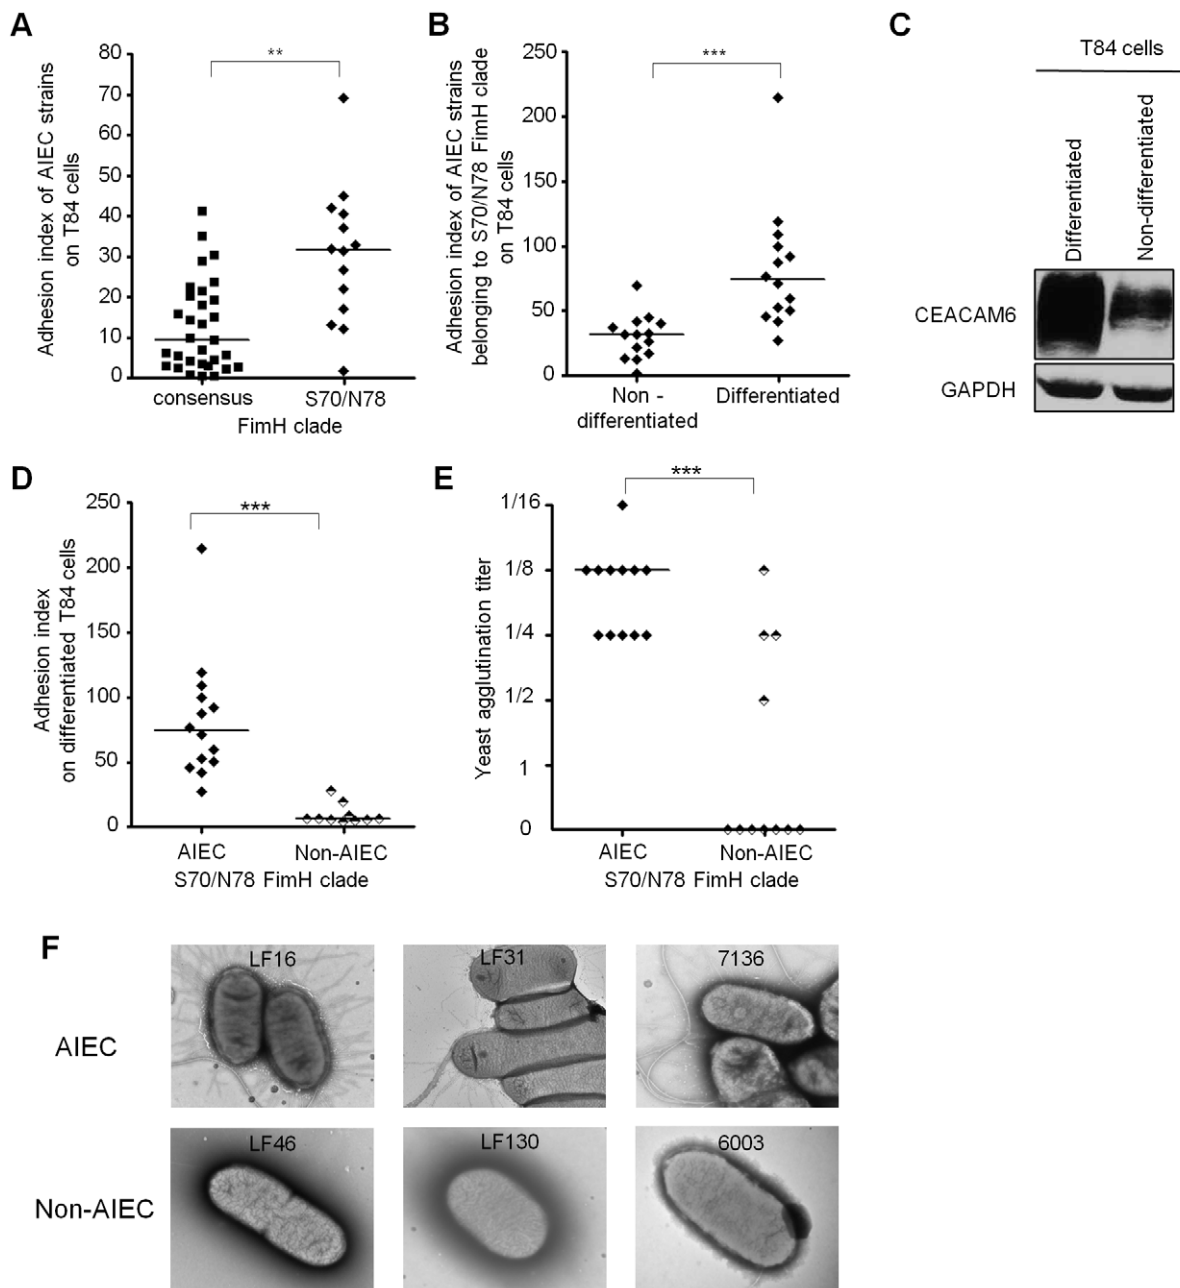 A
Adhesion index of AIEC strains
on T84 cells
80
70
60
50
40
30
20
10
0
**
consensus
S70/N78
FimH clade
B
Adhesion index of AIEC strains
belonging to S70/N78 FimH clade
on T84 cells
250
200
150
100
50
0
***
Non -
differentiated
Differentiated
C
T84 cells
Differentiated
Non-differentiated
CEACAM6
GAPDH
D
Adhesion index
on differentiated T84 cells
250
200
150
100
50
0
***
AIEC
Non-AIEC
S70/N78 FimH clade
E
Yeast agglutination titer
1/16
1/8
1/4
1/2
1
0
***
AIEC
Non-AIEC
S70/N78 FimH clade
F
AIEC
LF16
LF31
7136
Non-AIEC
LF46
LF130
6003